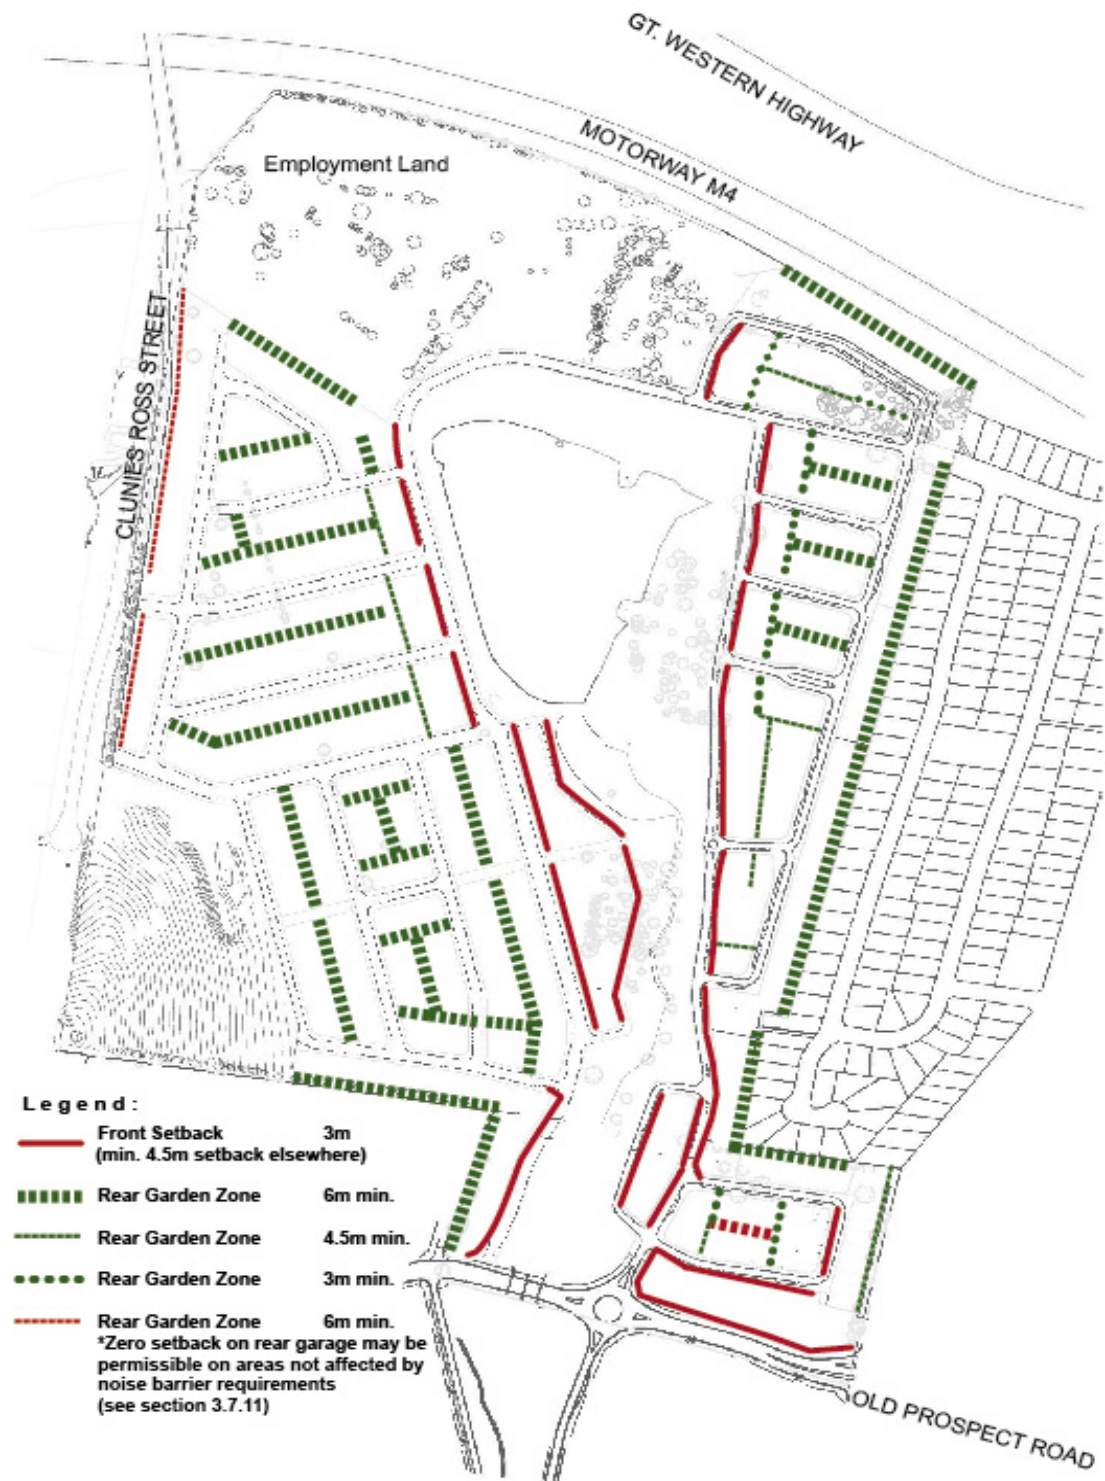 GT. WESTERN HIGHWAY
MOTORWAY M4
Employment Land
CLUNIES ROSS STREET
Legend:
Front Setback 3m
(min. 4.5m setback elsewhere)
Rear Garden Zone 6m min.
Rear Garden Zone 4.5m min.
Rear Garden Zone 3m min.
Rear Garden Zone 6m min.
*Zero setback on rear garage may be
permissible on areas not affected by
noise barrier requirements
(see section 3.7.11)
OLD PROSPECT ROAD